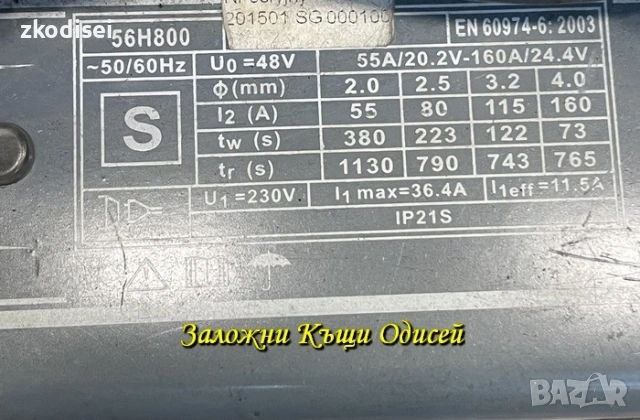 zkodisei
201501 SG 000100
56H800
EN 60974-6: 2003
~50/60Hz U0 =48V 55A/20.2V-160A/24.4V
S
ϕ(mm) 2.0 2.5 3.2 4.0
I2 (A) 55 80 115 160
tw (s) 380 223 122 73
tr (s) 1130 790 743 765
U1 =230V I1 max=36.4A I1eff=11.5A
IP21S
Заложни Къщи Одисей
BAZAR
bg